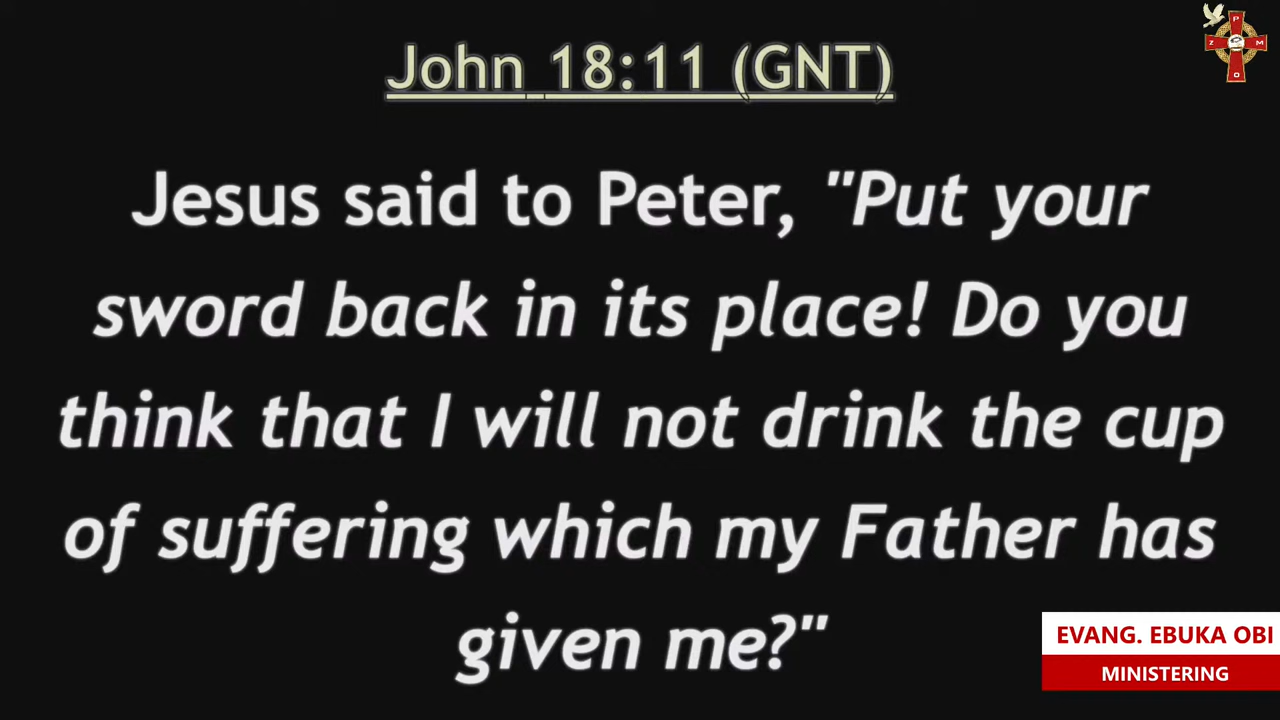 John 18:11 (GNT)
Jesus said to Peter, "Put your
sword back in its place! Do you
think that I will not drink the cup
of suffering which my Father has
given me?"
P
Z M
O
EVANG. EBUKA OBI
MINISTERING